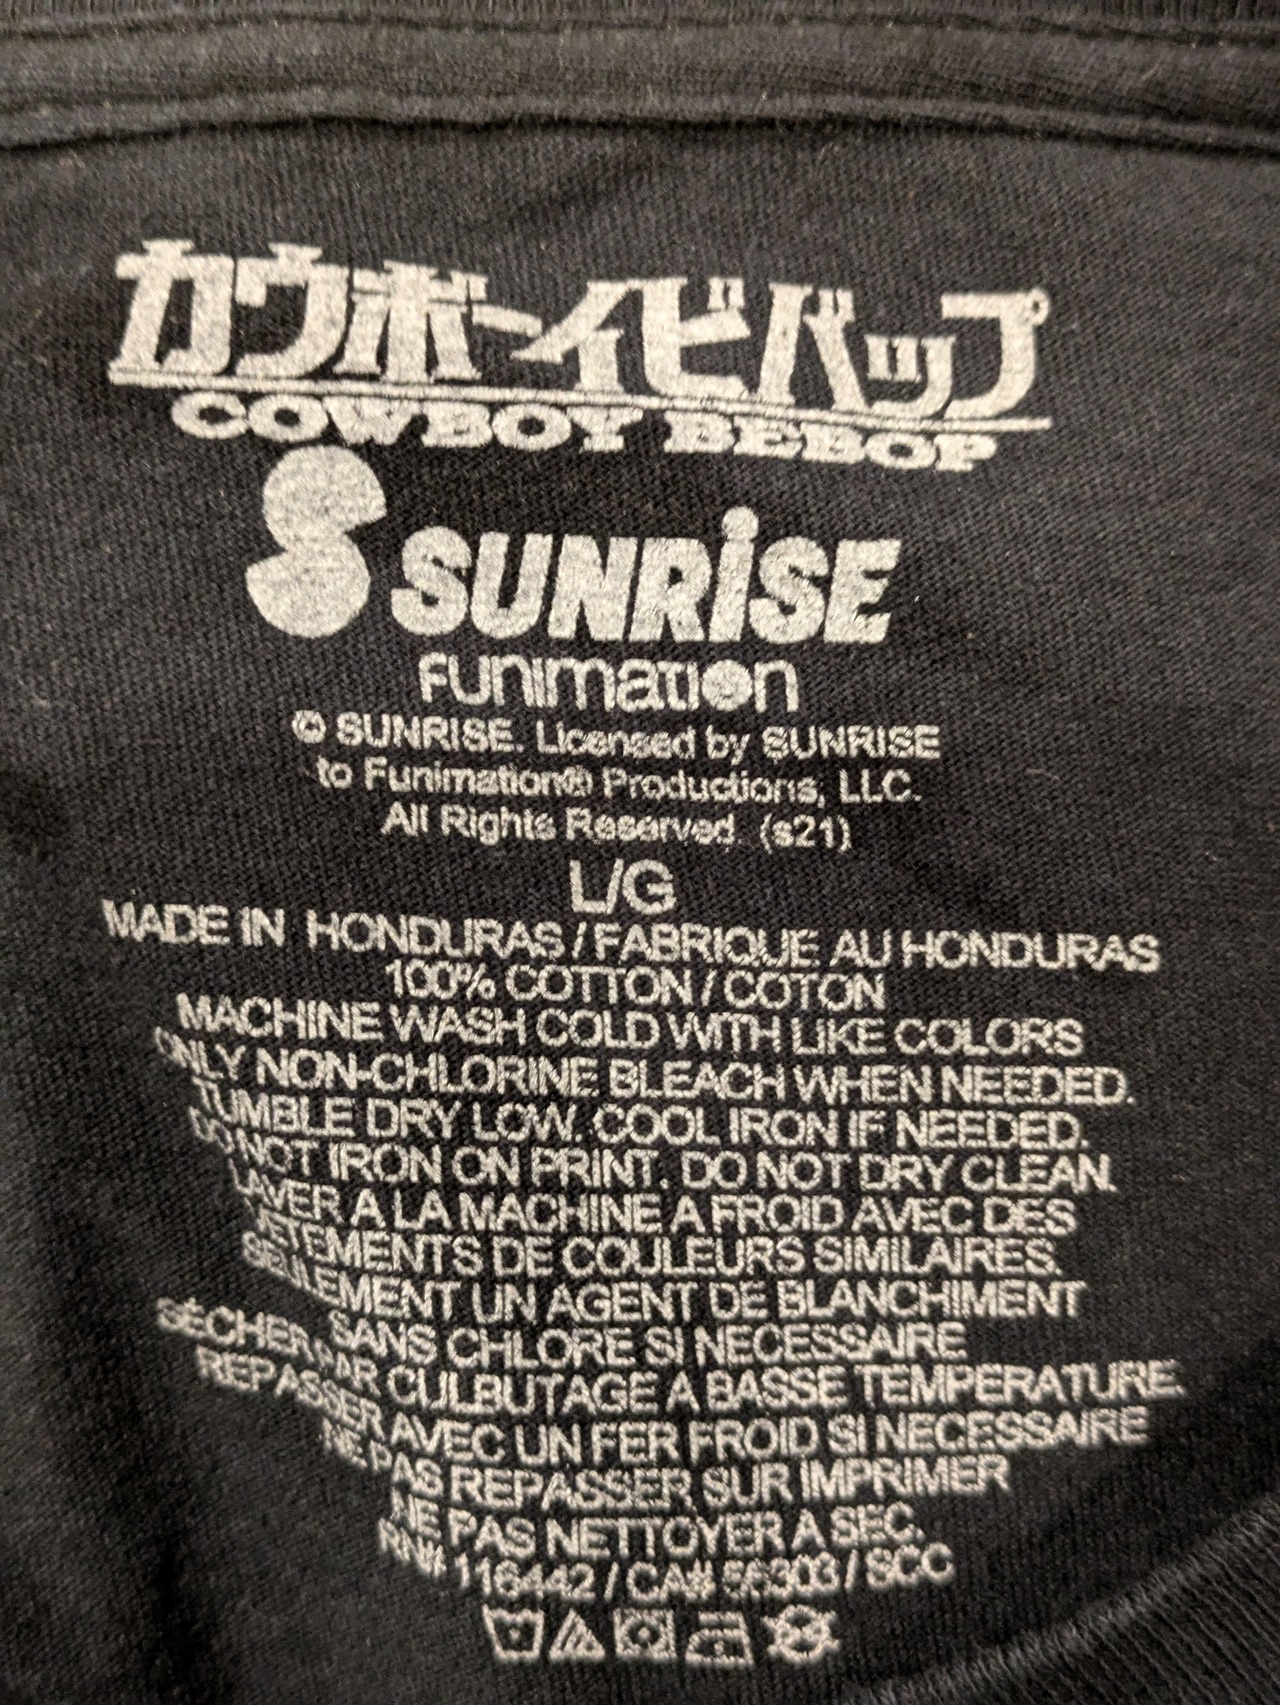 カウボーイビバップ
COWBOY BEBOP
S SUNRISE
FUNimation
© SUNRISE. Licensed by SUNRISE
to Funimation® Productions, LLC.
All Rights Reserved. (s21)
L/G
MADE IN HONDURAS / FABRIQUE AU HONDURAS
100% COTTON / COTON
MACHINE WASH COLD WITH LIKE COLORS
ONLY NON-CHLORINE BLEACH WHEN NEEDED.
TUMBLE DRY LOW. COOL IRON IF NEEDED.
DO NOT IRON ON PRINT. DO NOT DRY CLEAN.
LAVER A LA MACHINE A FROID AVEC DES
VETEMENTS DE COULEURS SIMILAIRES.
SEULEMENT UN AGENT DE BLANCHIMENT
SANS CHLORE SI NECESSAIRE
SÉCHER PAR CULBUTAGE A BASSE TEMPERATURE.
REPASSER AVEC UN FER FROID SI NECESSAIRE
NE PAS REPASSER SUR IMPRIMER
NE PAS NETTOYER A SEC.
RN# 116442 / CA# 56303 / SCC